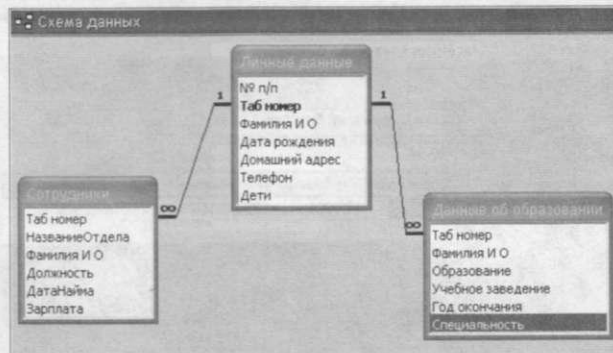 Схема данных
Личные данные
№ п/п
Таб номер
Фамилия И О
Дата рождения
Домашний адрес
Телефон
Дети
1
1
Сотрудники
Таб номер
НазваниеОтдела
Фамилия И О
Должность
ДатаНайма
Зарплата
∞
∞
Данные об образовании
Таб номер
Фамилия И О
Образование
Учебное заведение
Год окончания
Специальность